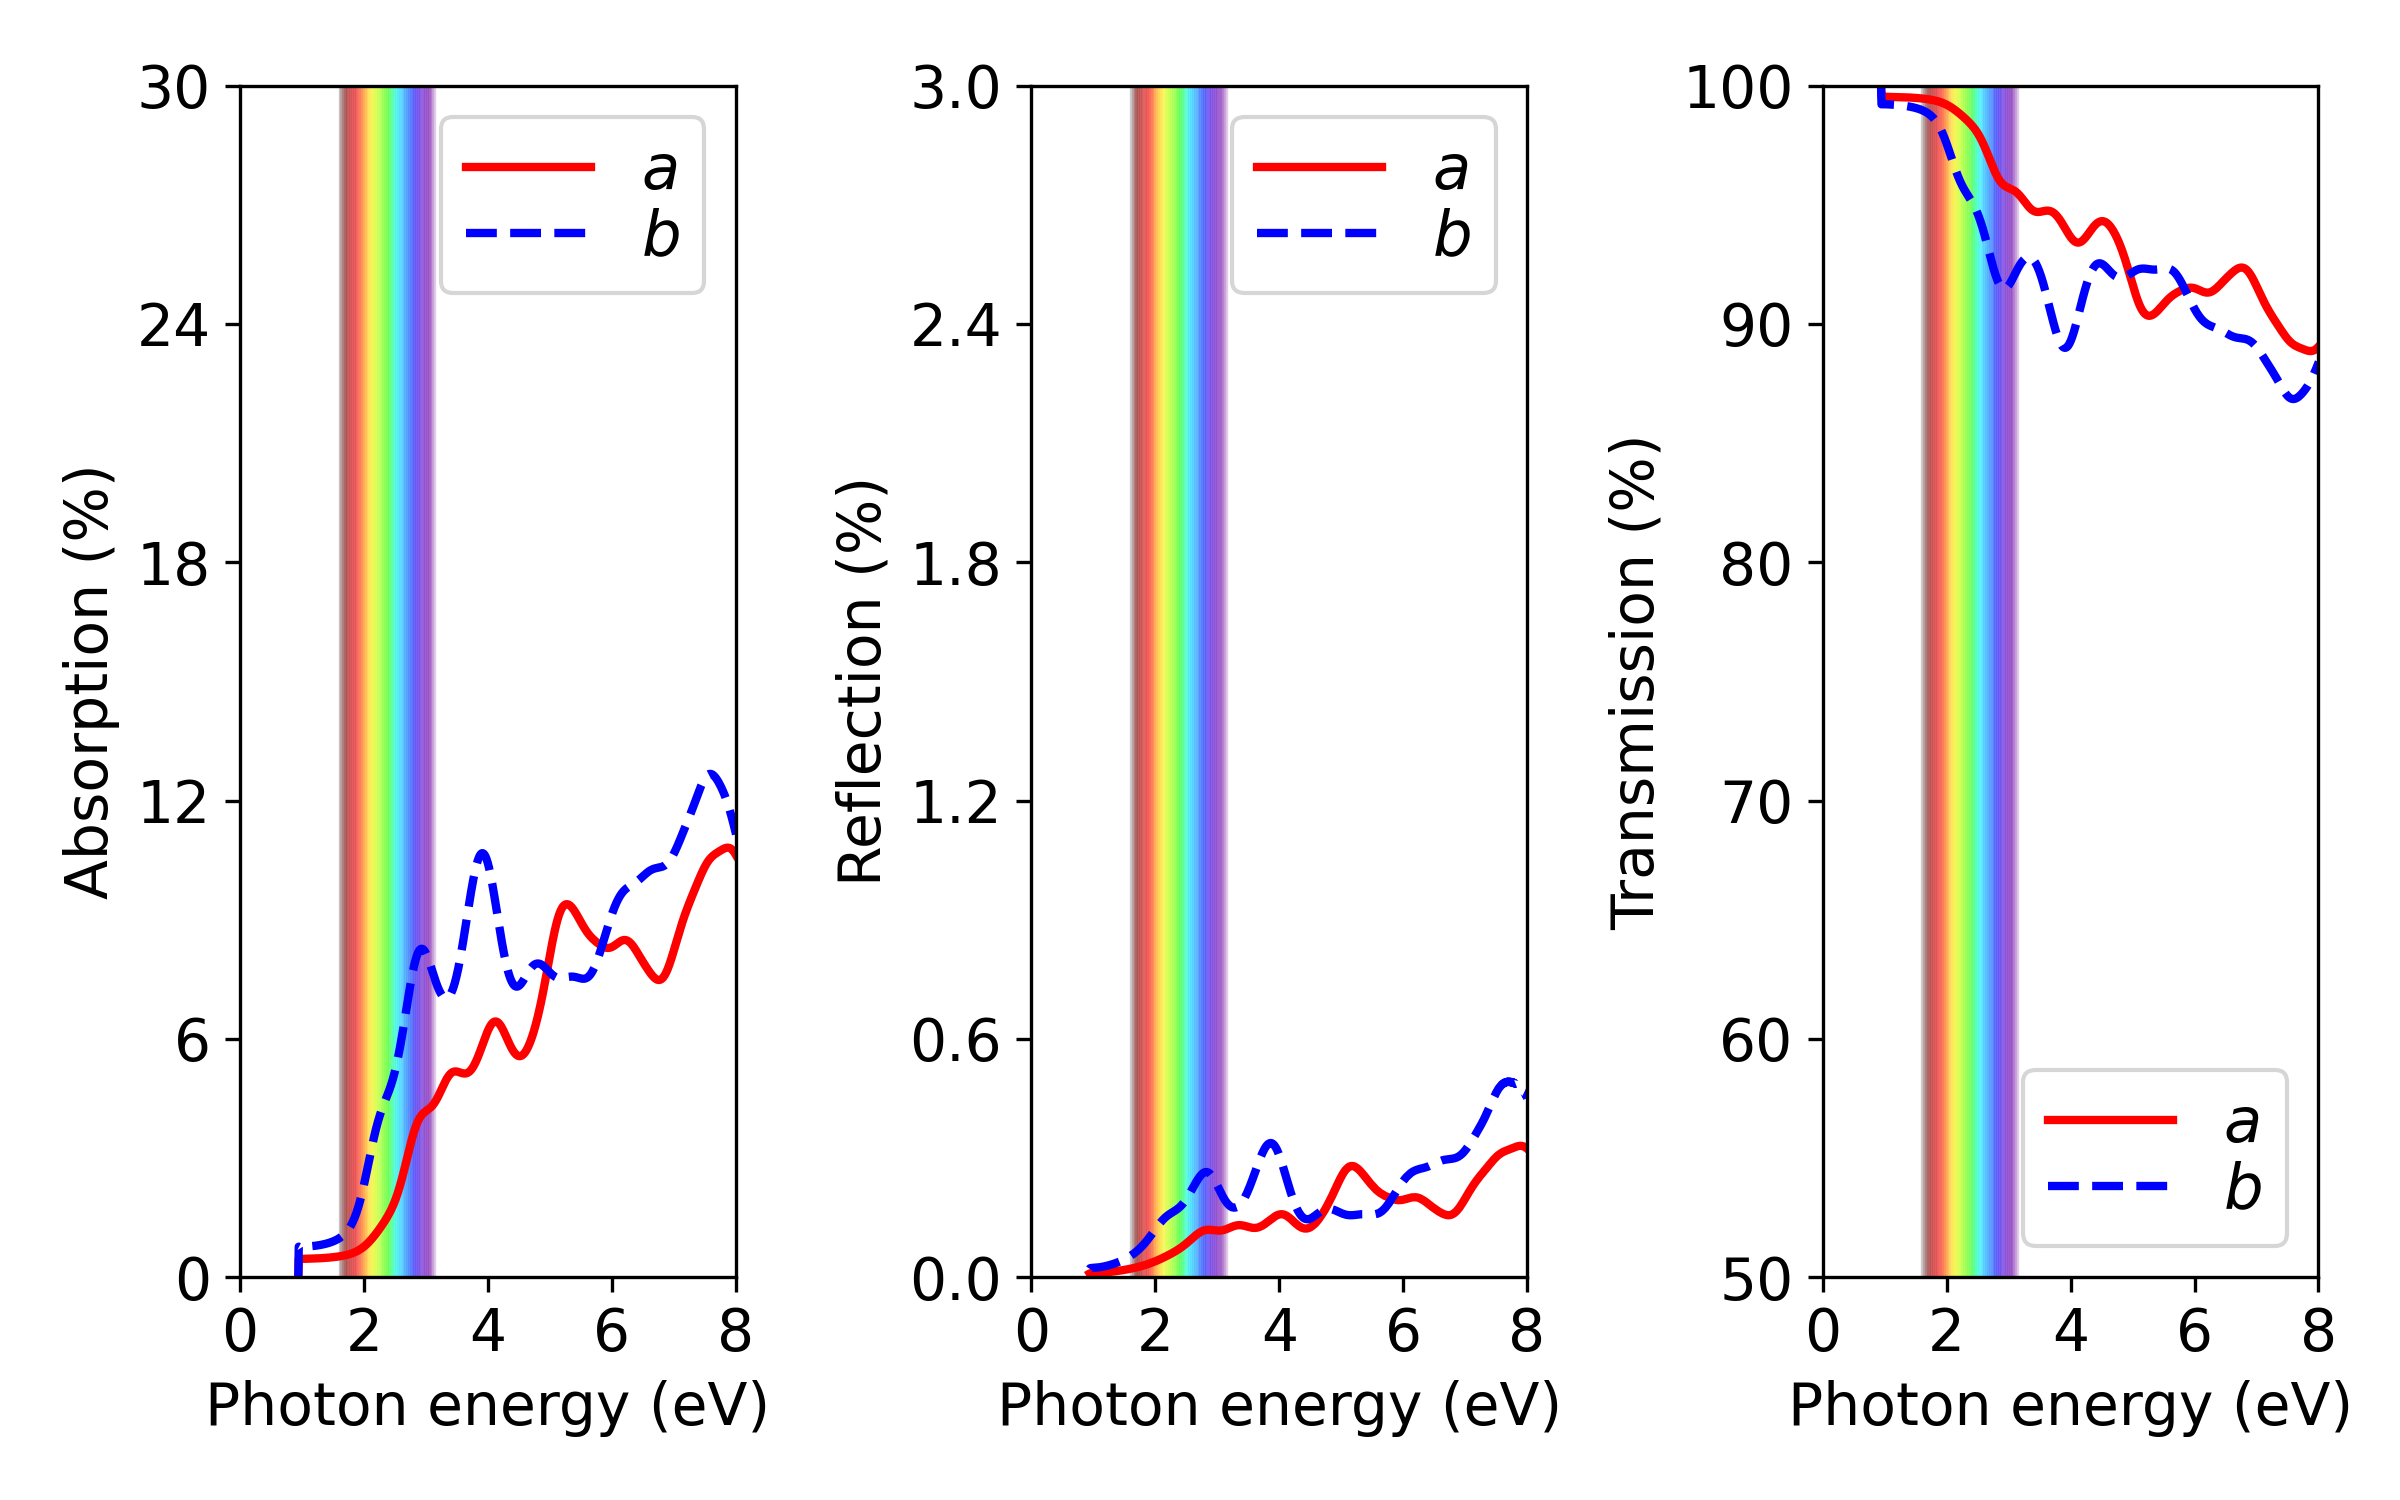 30
24
18
12
6
0
0 2 4 6 8
Absorption (%)
Photon energy (eV)
a
b
3.0
2.4
1.8
1.2
0.6
0.0
0 2 4 6 8
Reflection (%)
Photon energy (eV)
a
b
100
90
80
70
60
50
0 2 4 6 8
Transmission (%)
Photon energy (eV)
a
b